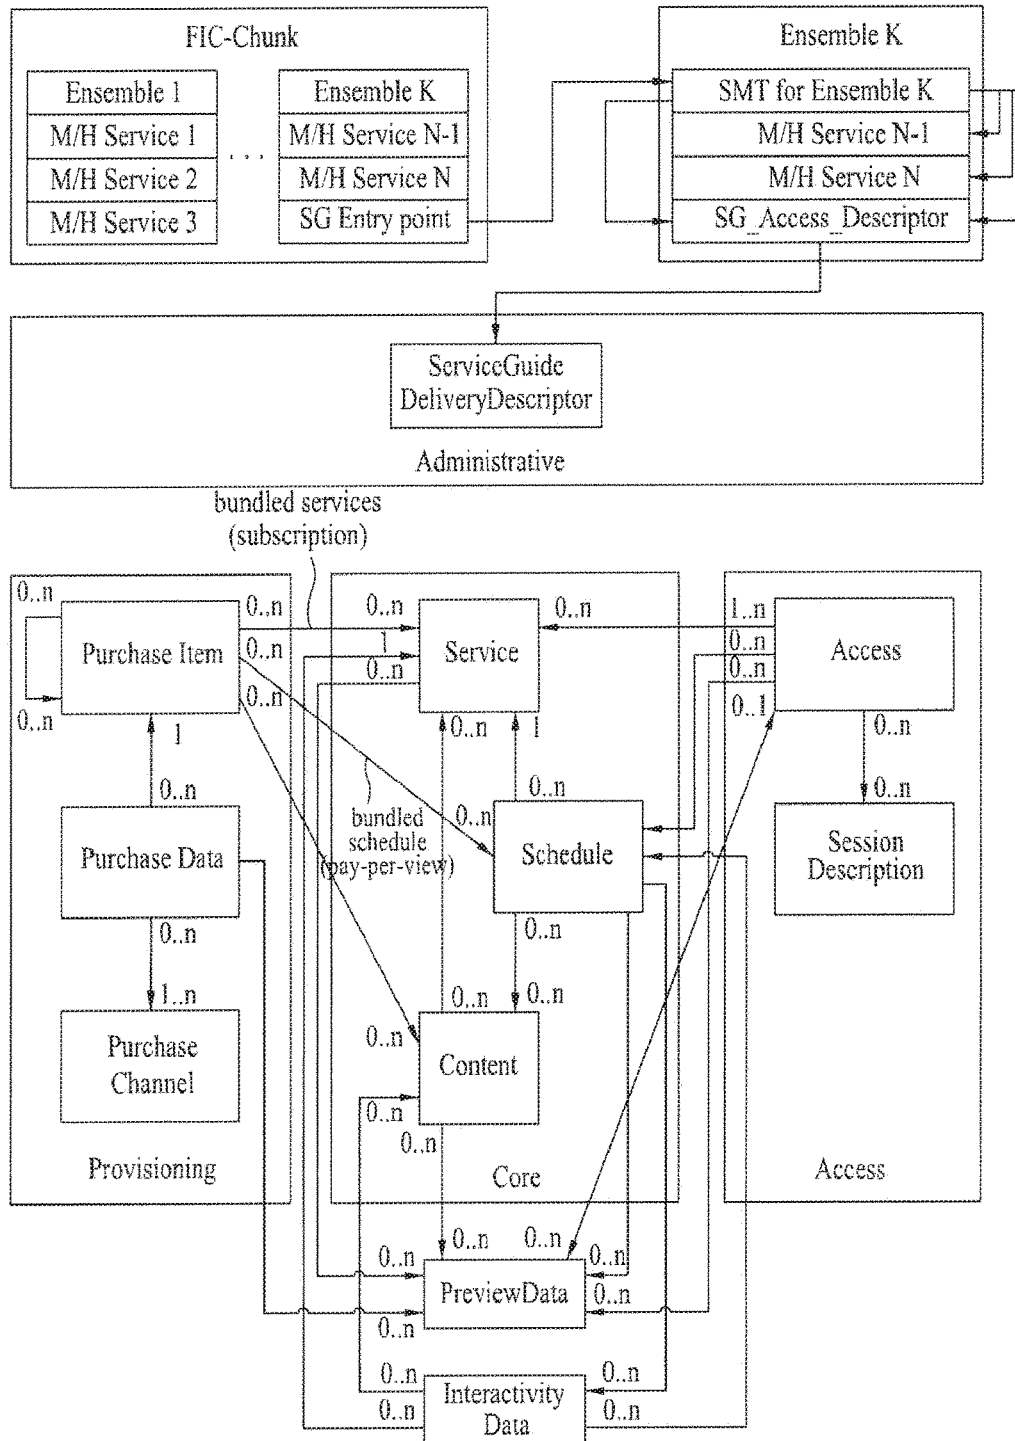 FIC-Chunk
Ensemble 1
M/H Service 1
M/H Service 2
M/H Service 3
. . .
Ensemble K
M/H Service N-1
M/H Service N
SG Entry point
Ensemble K
SMT for Ensemble K
M/H Service N-1
M/H Service N
SG_Access_Descriptor
ServiceGuide
DeliveryDescriptor
Administrative
bundled services
(subscription)
0..n
0..n
Purchase Item
0..n
0..n
0..n
1
0..n
Purchase Data
0..n
1..n
Purchase
Channel
Provisioning
0..n
1
0..n
Service
0..n
0..n
1
0..n
bundled
schedule
(pay-per-view)
0..n
Schedule
0..n
0..n
0..n
0..n
Content
0..n
0..n
Core
1..n
0..n
0..n
0..1
Access
0..n
0..n
Session
Description
Access
0..n
0..n
0..n
0..n
0..n
0..n
PreviewData
0..n
0..n
0..n
0..n
Interactivity
Data